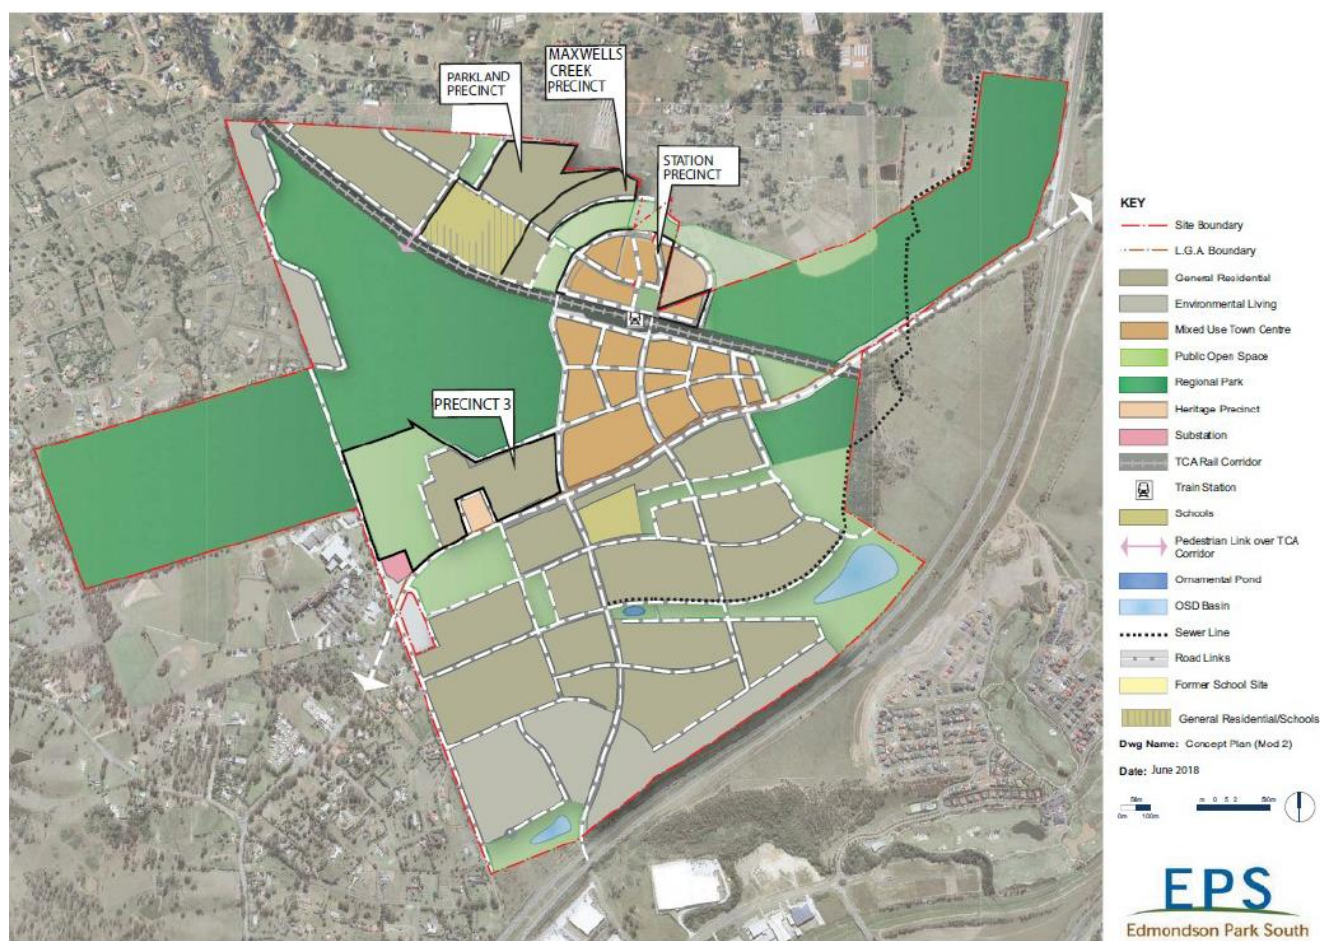 MAXWELLS
CREEK
PRECINCT
PARKLAND
PRECINCT
STATION
PRECINCT
PRECINCT 3
KEY
Site Boundary
L.G.A. Boundary
General Residential
Environmental Living
Mixed Use Town Centre
Public Open Space
Regional Park
Heritage Precinct
Substation
TCA Rail Corridor
Train Station
Schools
Pedestrian Link over TCA
Corridor
Ornamental Pond
OSD Basin
Sewer Line
Road Links
Former School Site
General Residential/Schools
Dwg Name: Concept Plan (Mod 2)
Date: June 2018
0m 100m
EPS
Edmondson Park South